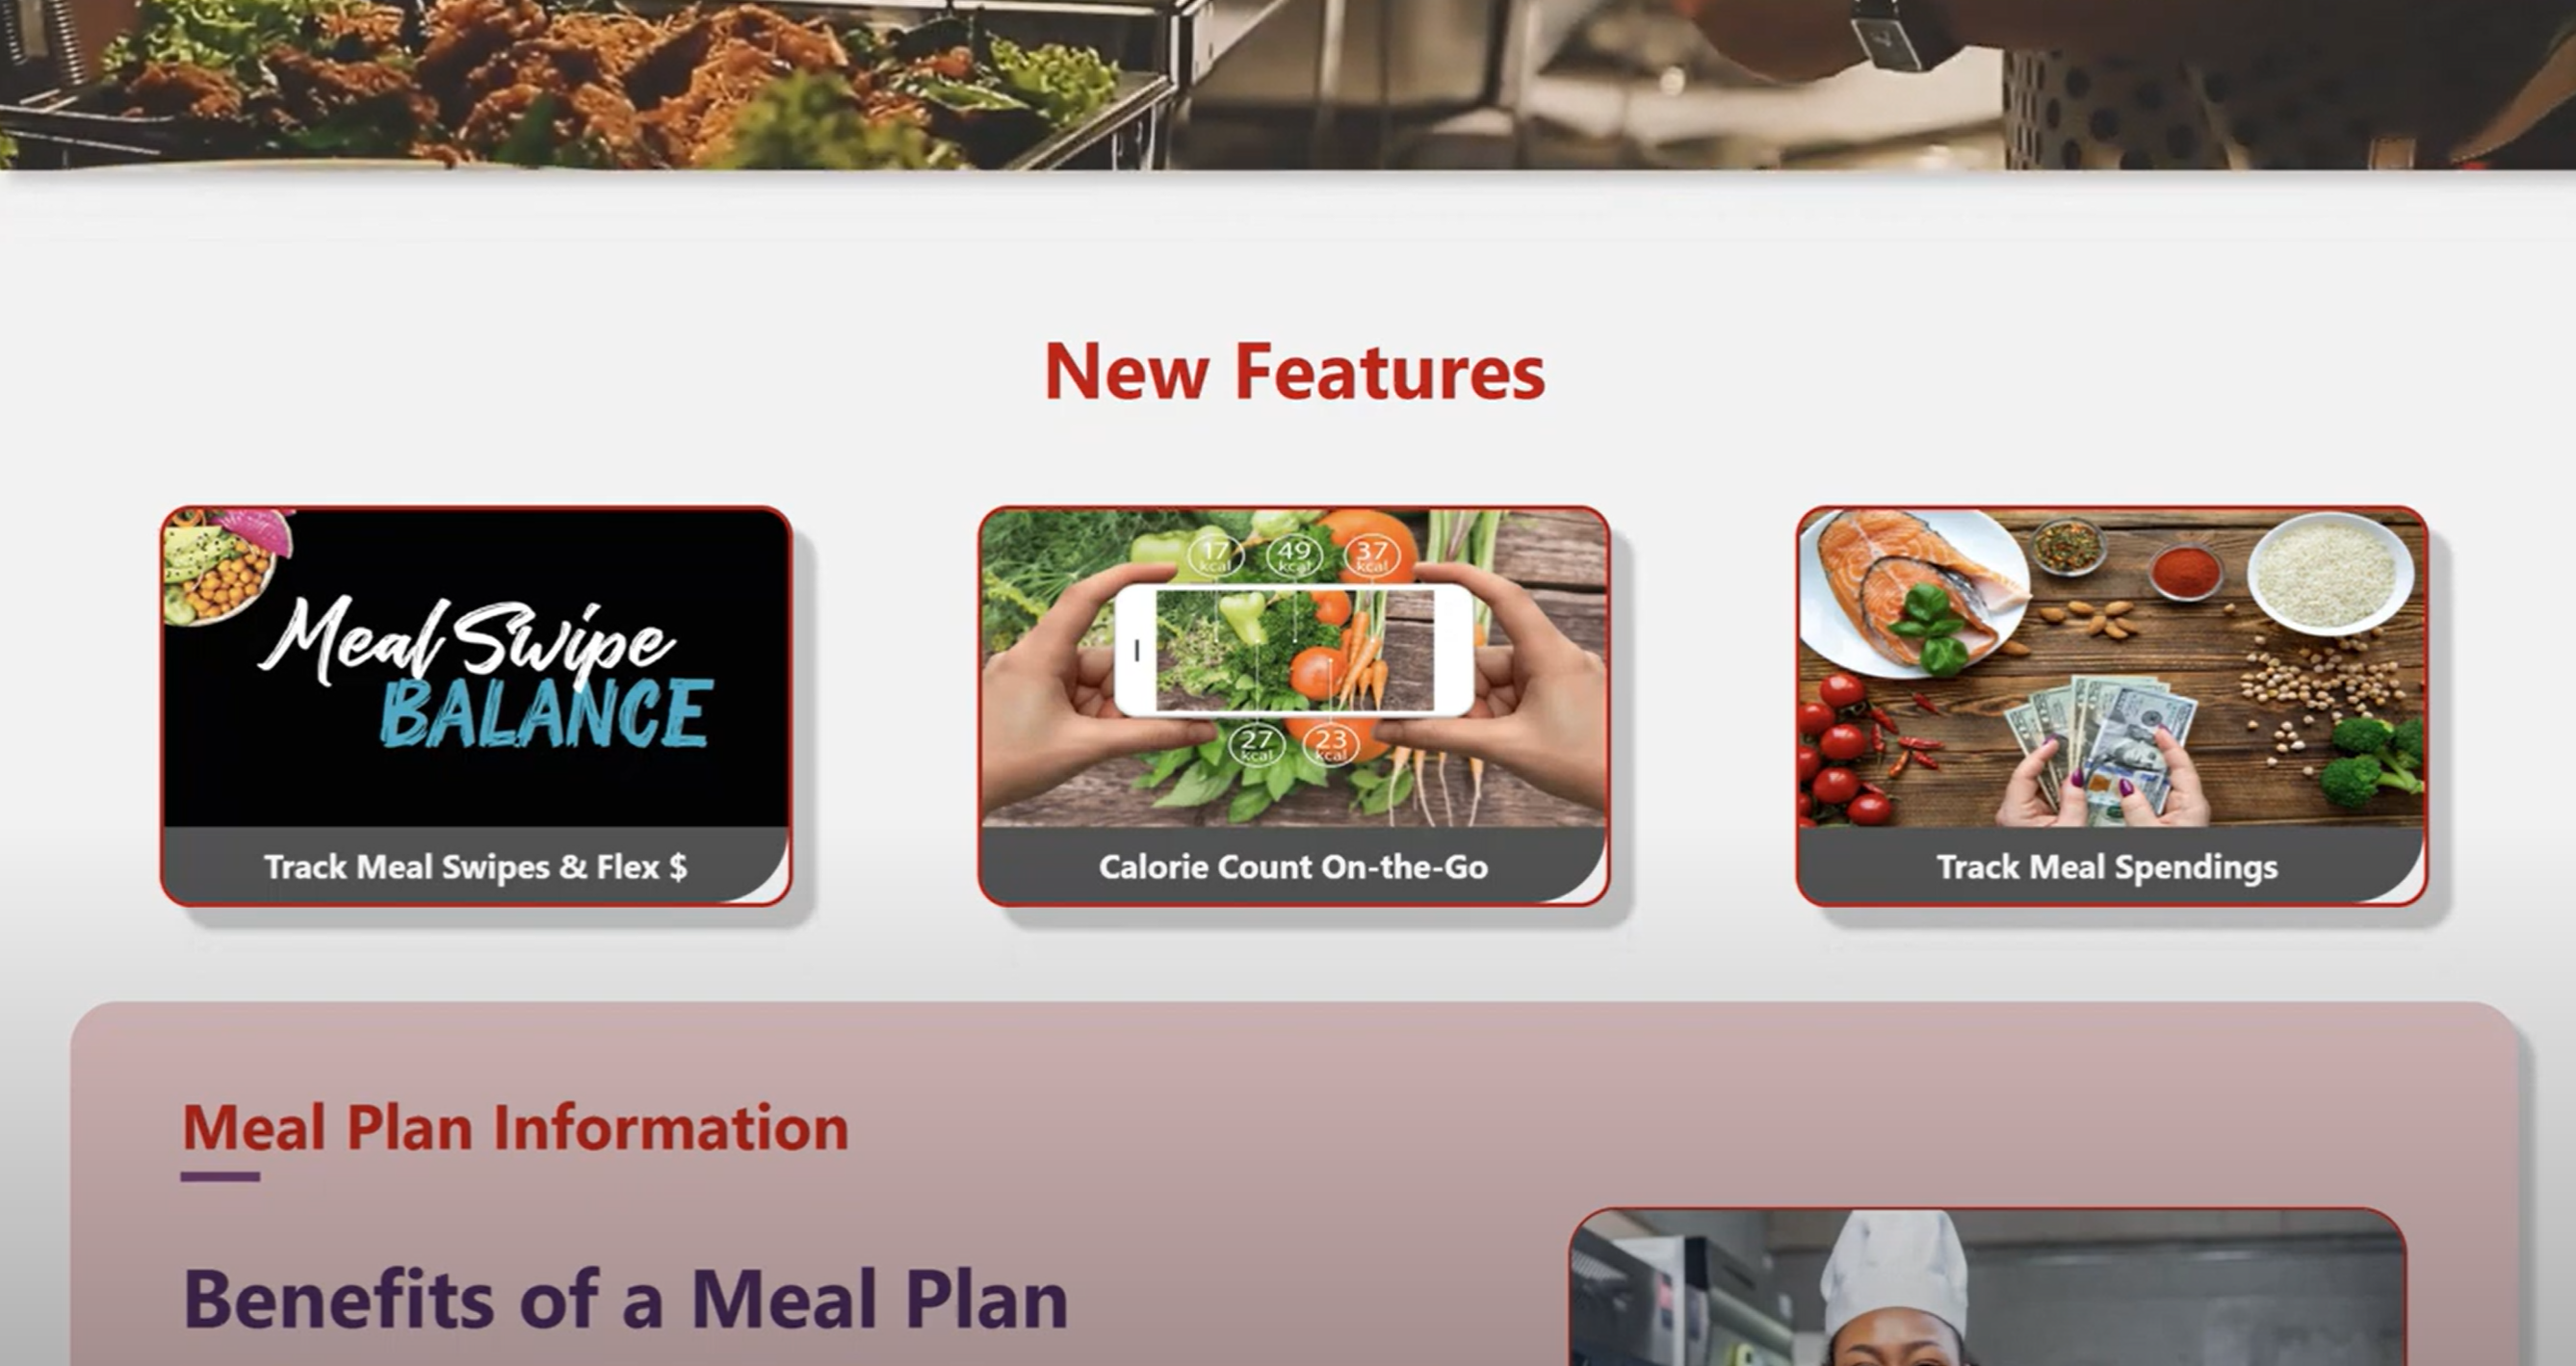 New Features
Meal Swipe
BALANCE
Track Meal Swipes & Flex $
17
kcal
49
kcal
37
kcal
27
kcal
23
kcal
Calorie Count On-the-Go
Track Meal Spendings
Meal Plan Information
Benefits of a Meal Plan